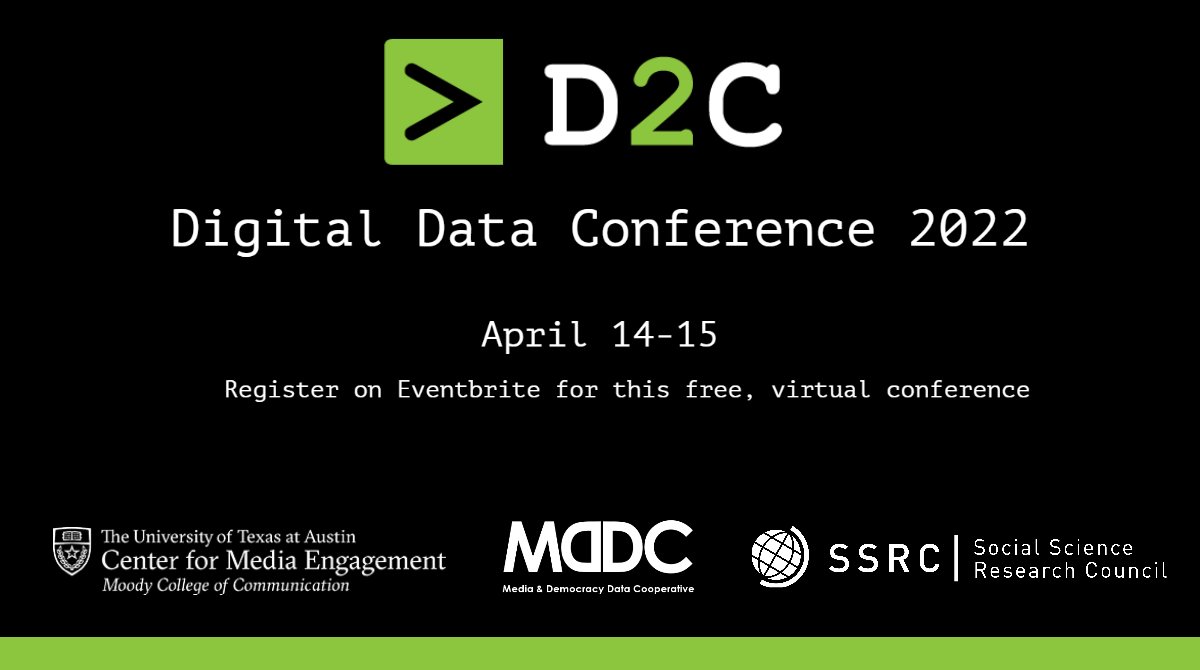 > D2C
Digital Data Conference 2022
April 14-15
Register on Eventbrite for this free, virtual conference
The University of Texas at Austin
Center for Media Engagement
Moody College of Communication
MDDC
Media & Democracy Data Cooperative
SSRC
Social Science
Research Council